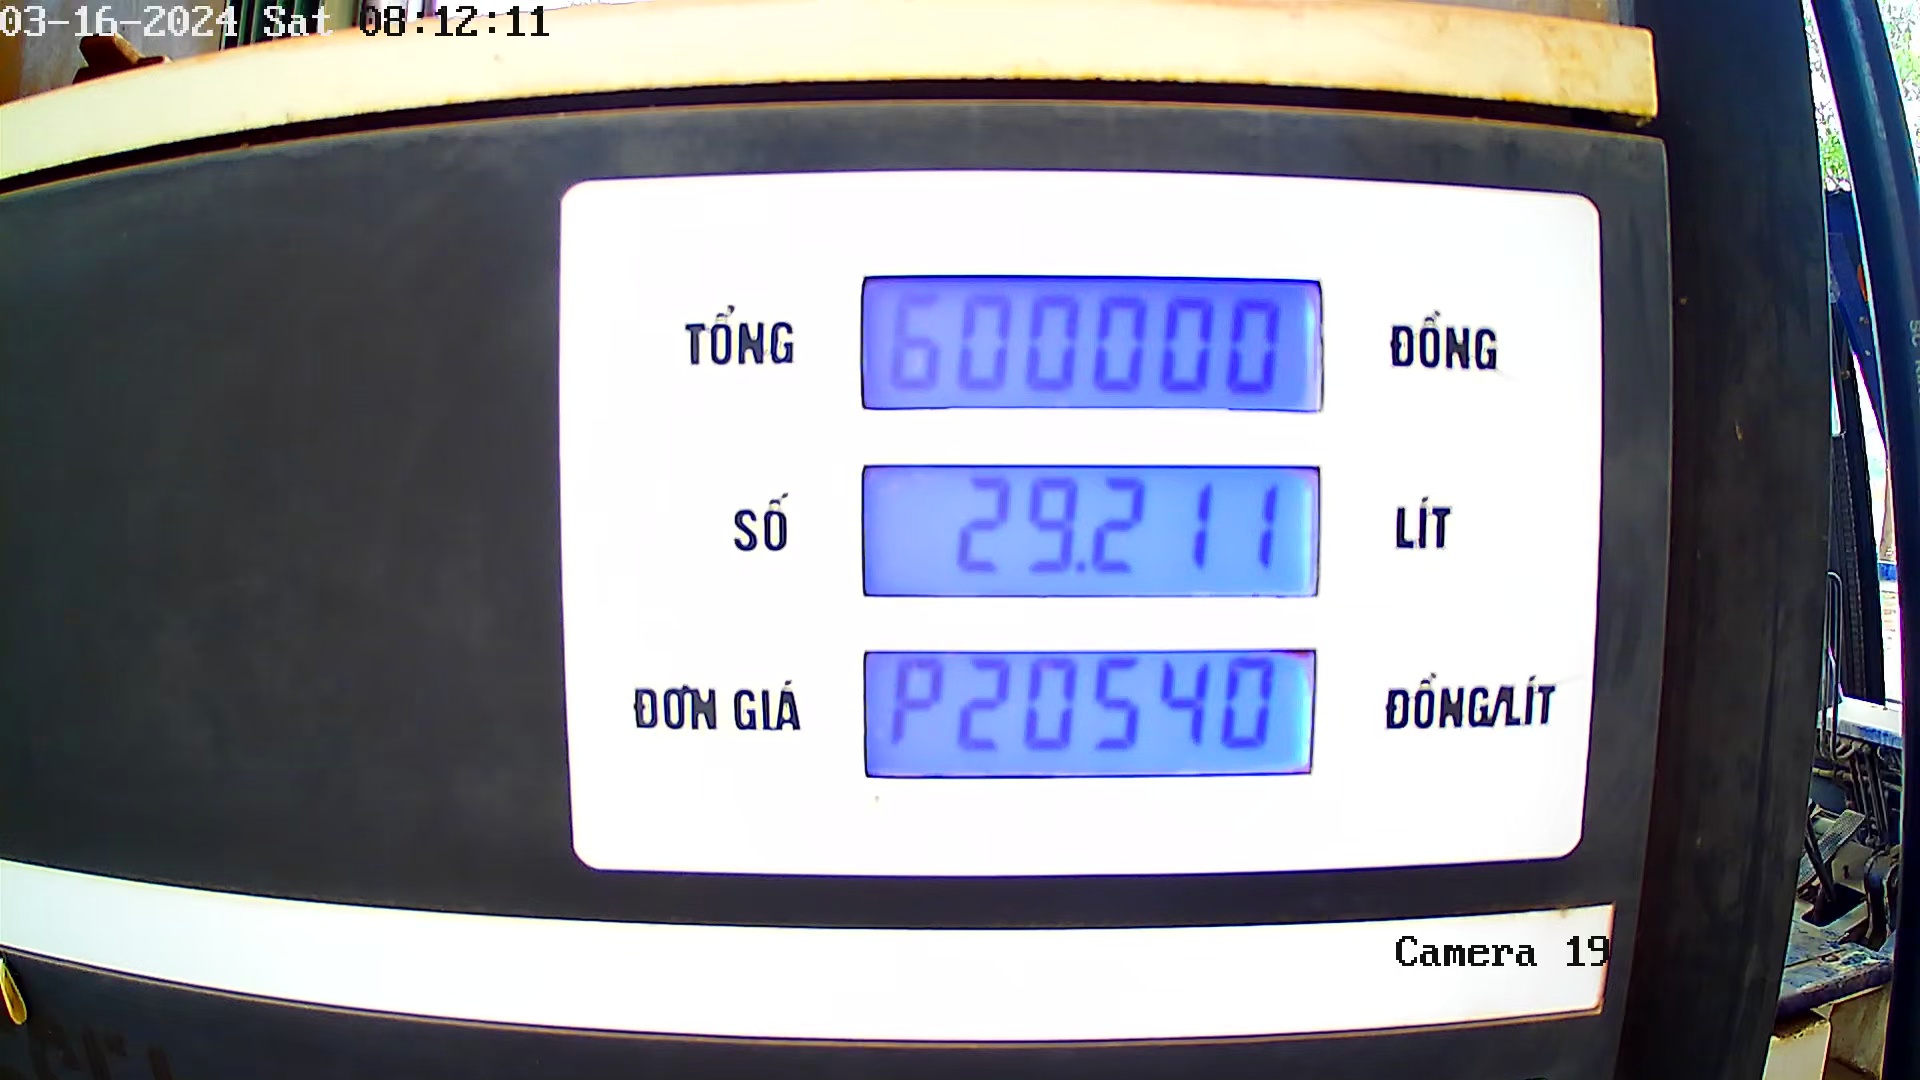 03-16-2024 Sat 08:12:11
TỔNG 600000 ĐỒNG
SỐ 29.211 LÍT
ĐƠN GIÁ P20540 ĐỒNG/LÍT
Camera 19